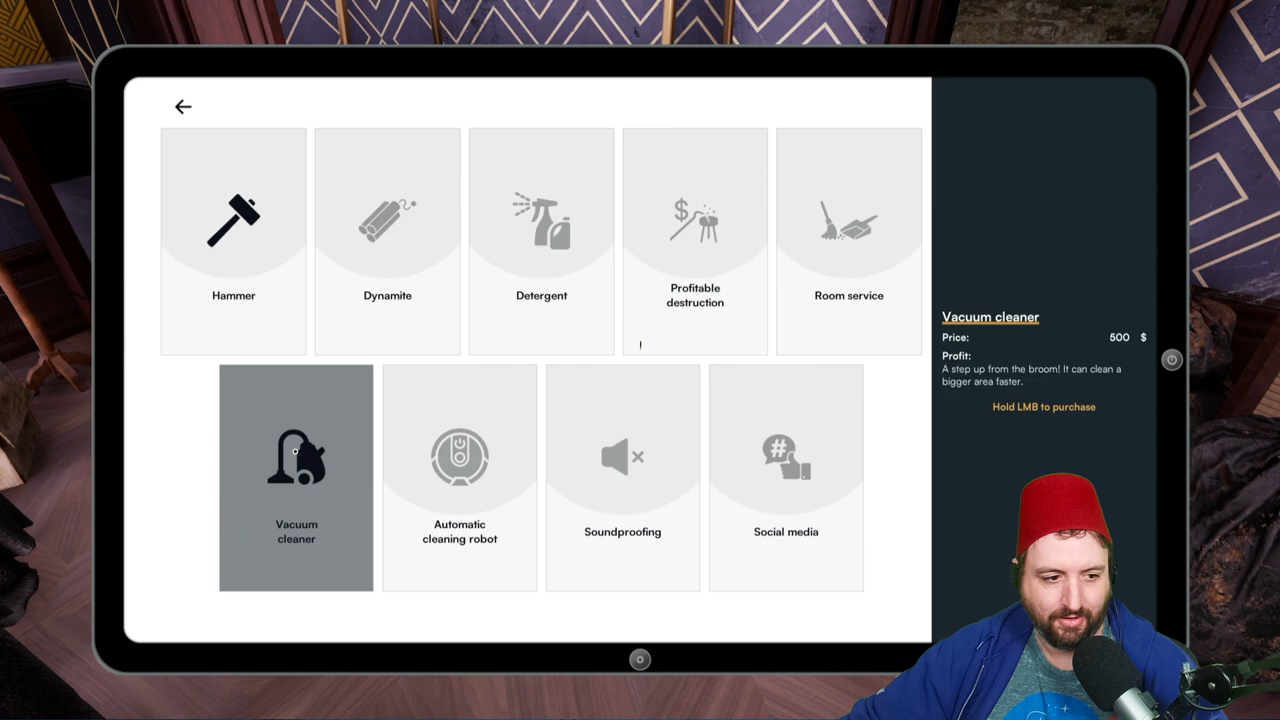 Hammer
Dynamite
Detergent
Profitable
destruction
Room service
Vacuum
cleaner
Automatic
cleaning robot
Soundproofing
Social media
Vacuum cleaner
Price: 500 $
Profit:
A step up from the broom! It can clean a
bigger area faster.
Hold LMB to purchase